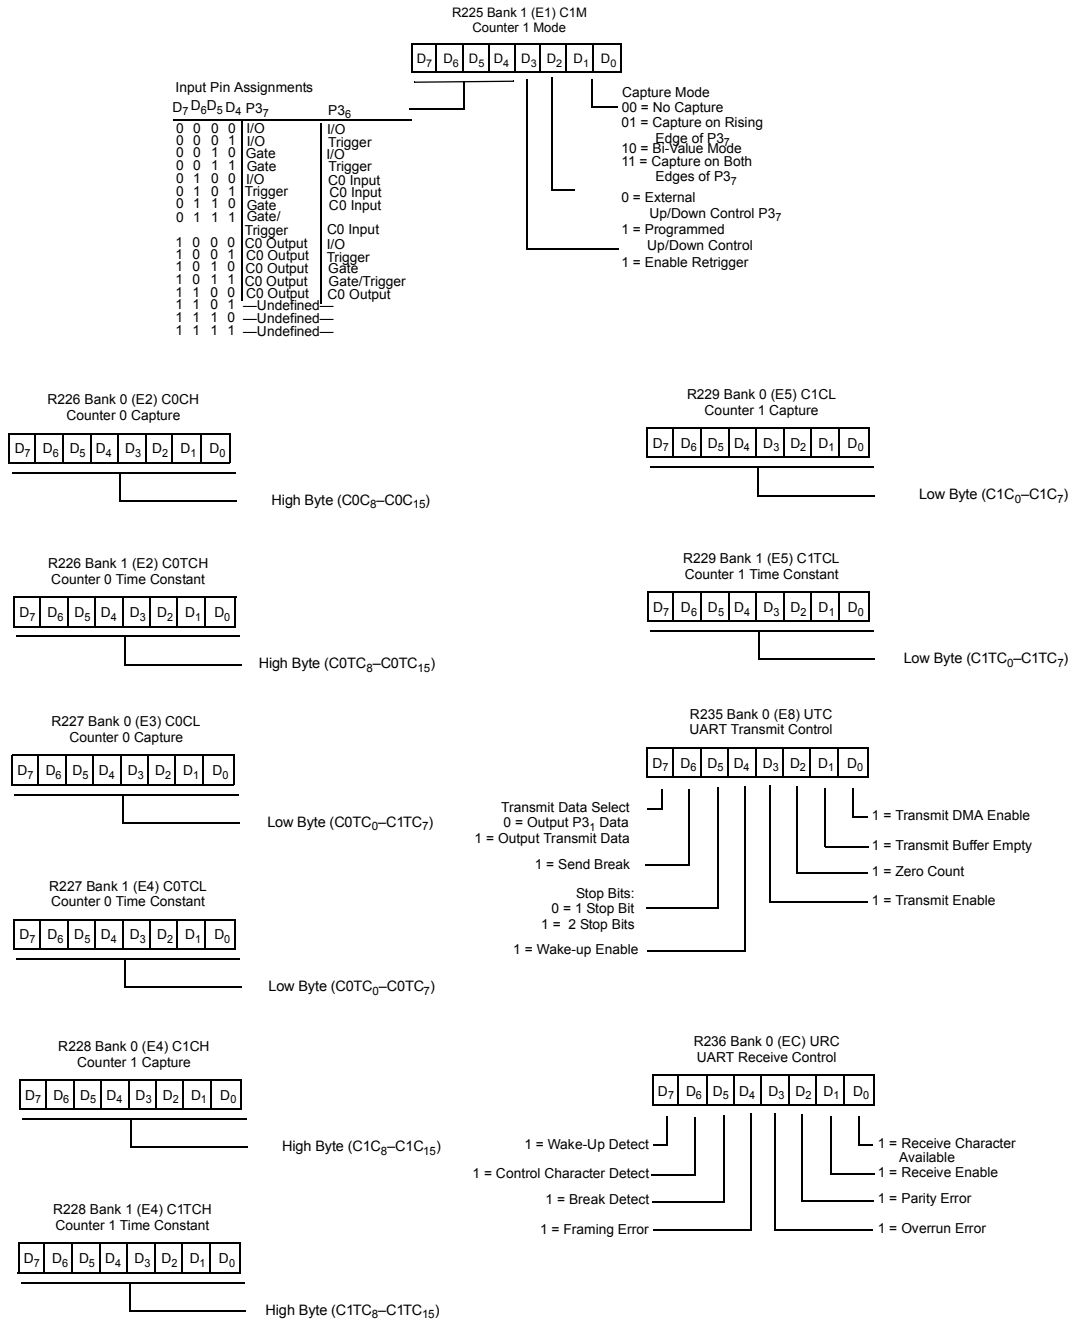 R225 Bank 1 (E1) C1M
Counter 1 Mode
D7 D6 D5 D4 D3 D2 D1 D0
Input Pin Assignments
D7 D6 D5 D4 P37 P36
0 0 0 0 I/O I/O
0 0 0 1 I/O Trigger
0 0 1 0 Gate I/O
0 0 1 1 Gate Trigger
0 1 0 0 I/O C0 Input
0 1 0 1 Trigger C0 Input
0 1 1 0 Gate C0 Input
0 1 1 1 Gate/
Trigger C0 Input
1 0 0 0 C0 Output I/O
1 0 0 1 C0 Output Trigger
1 0 1 0 C0 Output Gate
1 0 1 1 C0 Output Gate/Trigger
1 1 0 0 C0 Output C0 Output
1 1 0 1 —Undefined—
1 1 1 0 —Undefined—
1 1 1 1 —Undefined—
Capture Mode
00 = No Capture
01 = Capture on Rising
Edge of P37
10 = Bi-Value Mode
11 = Capture on Both
Edges of P37
0 = External
Up/Down Control P37
1 = Programmed
Up/Down Control
1 = Enable Retrigger
R226 Bank 0 (E2) C0CH
Counter 0 Capture
D7 D6 D5 D4 D3 D2 D1 D0
High Byte (C0C8–C0C15)
R226 Bank 1 (E2) C0TCH
Counter 0 Time Constant
D7 D6 D5 D4 D3 D2 D1 D0
High Byte (C0TC8–C0TC15)
R227 Bank 0 (E3) C0CL
Counter 0 Capture
D7 D6 D5 D4 D3 D2 D1 D0
Low Byte (C0TC0–C1TC7)
R227 Bank 1 (E4) C0TCL
Counter 0 Time Constant
D7 D6 D5 D4 D3 D2 D1 D0
Low Byte (C0TC0–C0TC7)
R228 Bank 0 (E4) C1CH
Counter 1 Capture
D7 D6 D5 D4 D3 D2 D1 D0
High Byte (C1C8–C1C15)
R228 Bank 1 (E4) C1TCH
Counter 1 Time Constant
D7 D6 D5 D4 D3 D2 D1 D0
High Byte (C1TC8–C1TC15)
R229 Bank 0 (E5) C1CL
Counter 1 Capture
D7 D6 D5 D4 D3 D2 D1 D0
Low Byte (C1C0–C1C7)
R229 Bank 1 (E5) C1TCL
Counter 1 Time Constant
D7 D6 D5 D4 D3 D2 D1 D0
Low Byte (C1TC0–C1TC7)
R235 Bank 0 (E8) UTC
UART Transmit Control
D7 D6 D5 D4 D3 D2 D1 D0
Transmit Data Select
0 = Output P31 Data
1 = Output Transmit Data
1 = Send Break
Stop Bits:
0 = 1 Stop Bit
1 = 2 Stop Bits
1 = Wake-up Enable
1 = Transmit DMA Enable
1 = Transmit Buffer Empty
1 = Zero Count
1 = Transmit Enable
R236 Bank 0 (EC) URC
UART Receive Control
D7 D6 D5 D4 D3 D2 D1 D0
1 = Wake-Up Detect
1 = Control Character Detect
1 = Break Detect
1 = Framing Error
1 = Receive Character
Available
1 = Receive Enable
1 = Parity Error
1 = Overrun Error